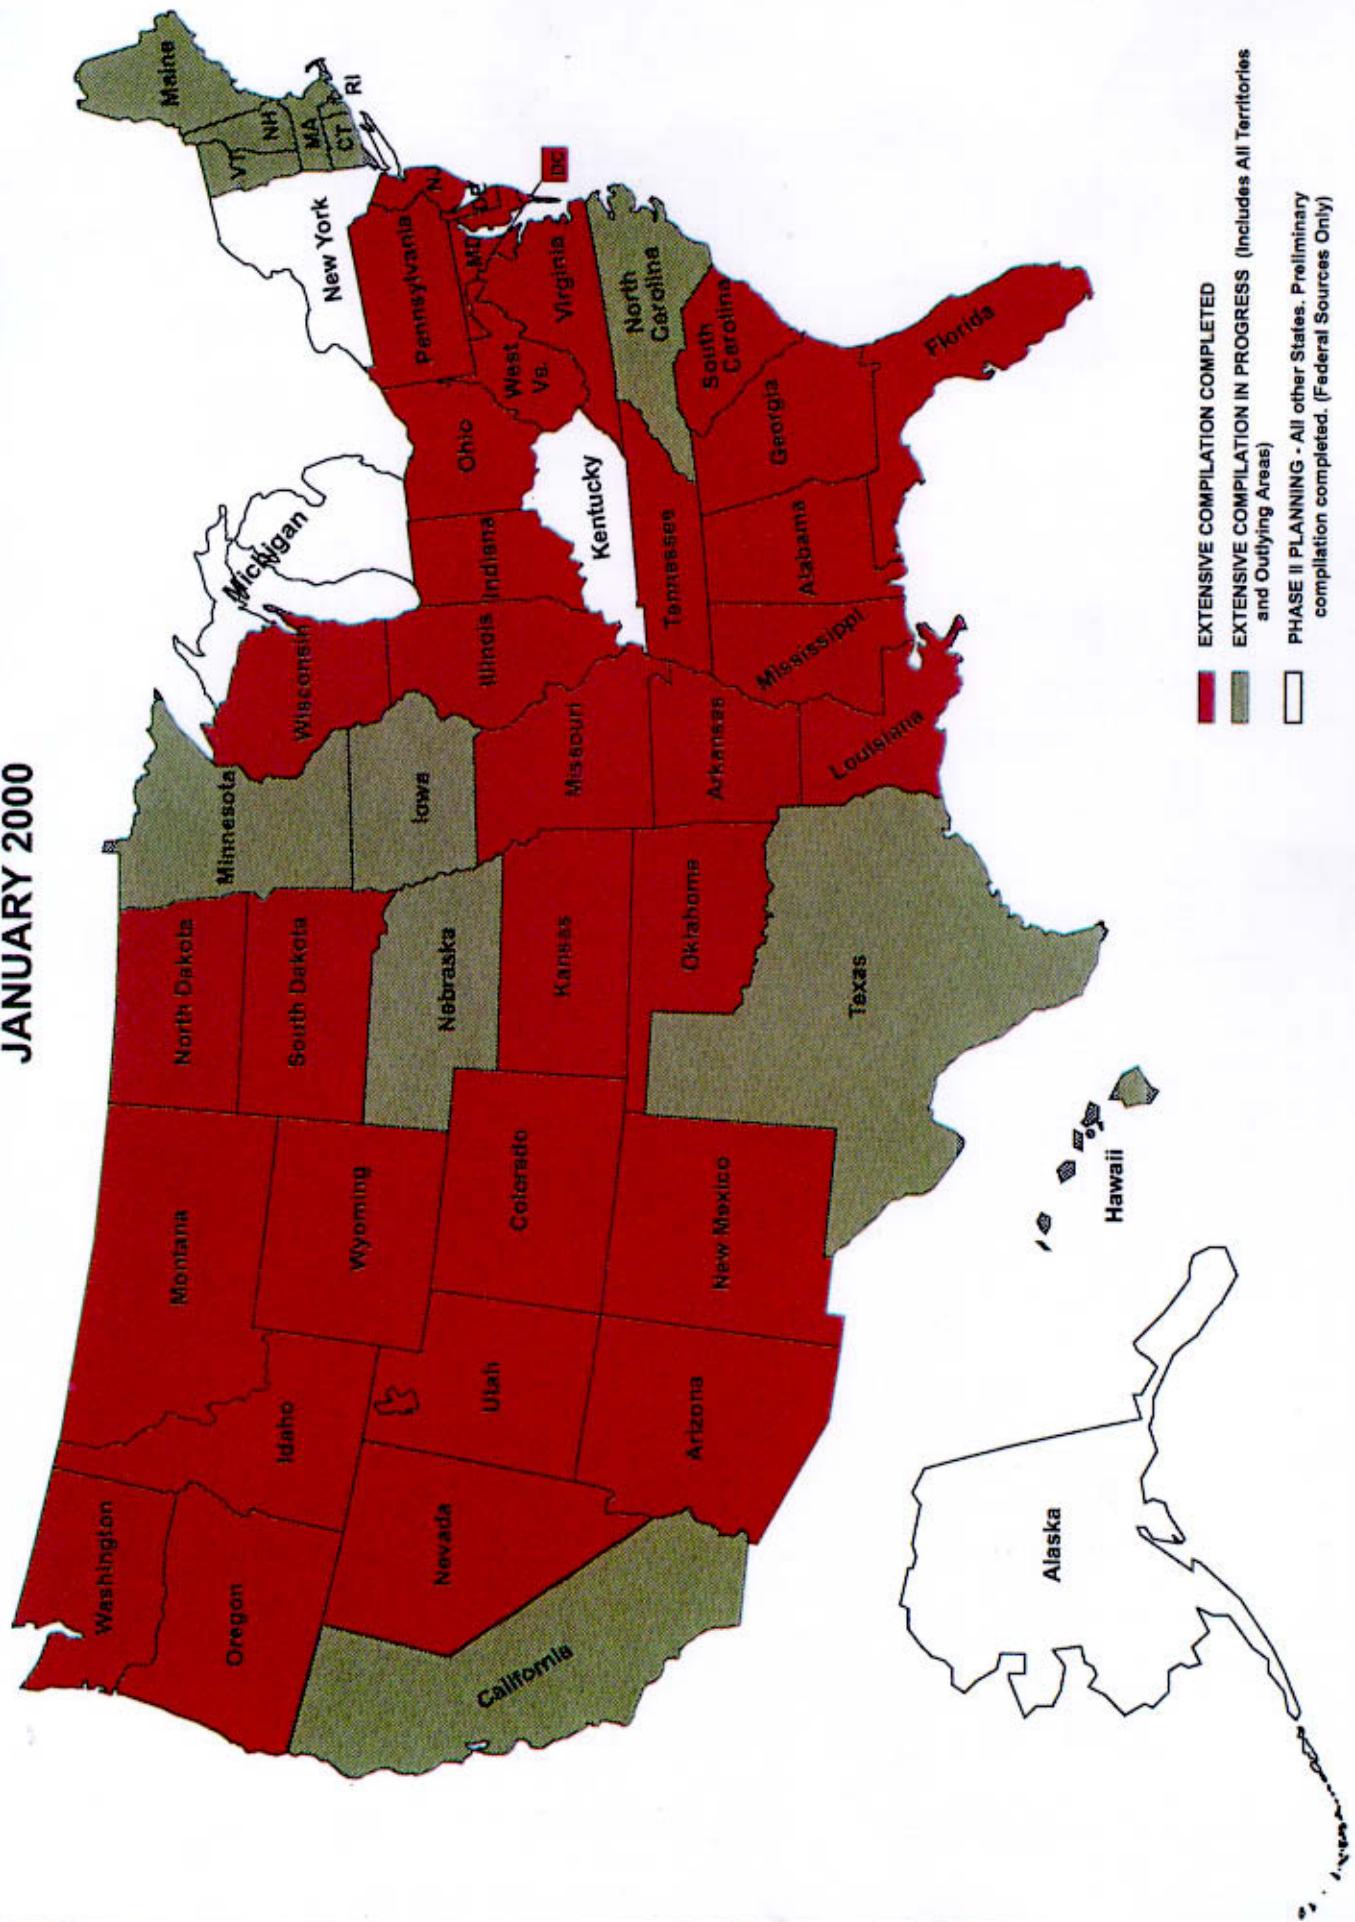 JANUARY 2000
Washington
Oregon
California
Nevada
Idaho
Montana
Wyoming
Utah
Arizona
Colorado
New Mexico
North Dakota
South Dakota
Nebraska
Kansas
Oklahoma
Texas
Minnesota
Iowa
Missouri
Arkansas
Louisiana
Wisconsin
Illinois
Michigan
Indiana
Ohio
Kentucky
Tennessee
Mississippi
Alabama
Georgia
Florida
South
Carolina
North
Carolina
Virginia
West
Va.
Pennsylvania
MD
DE
NJ
DC
New York
VT
NH
MA
CT
RI
Maine
Alaska
Hawaii
EXTENSIVE COMPILATION COMPLETED
EXTENSIVE COMPILATION IN PROGRESS (Includes All Territories
and Outlying Areas)
PHASE II PLANNING - All other States. Preliminary
compilation completed. (Federal Sources Only)